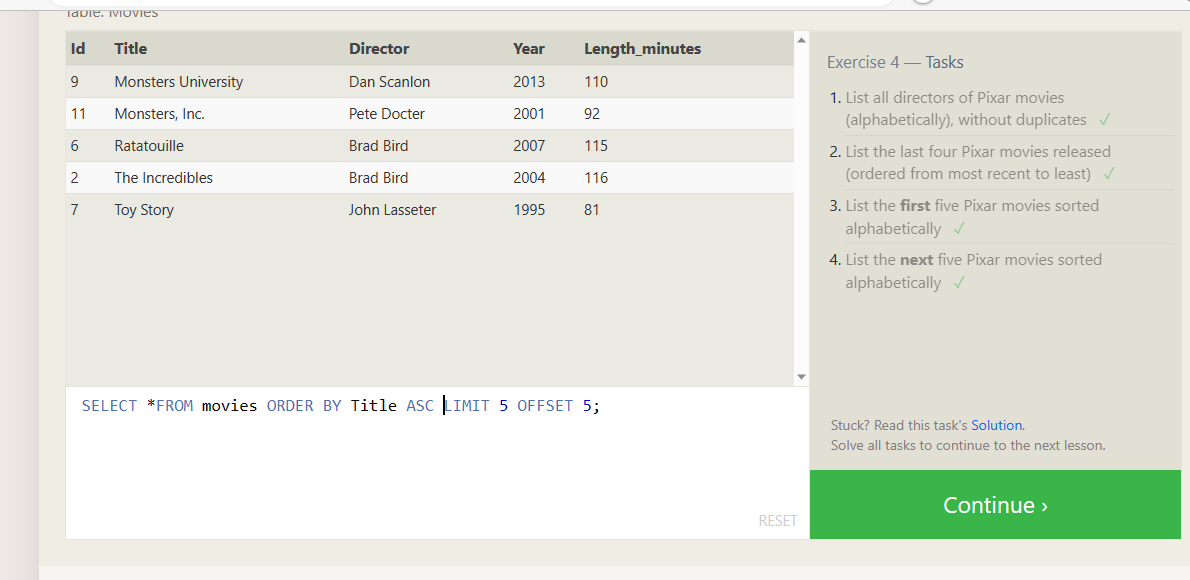 Table: Movies
Id Title Director Year Length_minutes
9 Monsters University Dan Scanlon 2013 110
11 Monsters, Inc. Pete Docter 2001 92
6 Ratatouille Brad Bird 2007 115
2 The Incredibles Brad Bird 2004 116
7 Toy Story John Lasseter 1995 81
SELECT *FROM movies ORDER BY Title ASC LIMIT 5 OFFSET 5;
RESET
Exercise 4 — Tasks
1. List all directors of Pixar movies
(alphabetically), without duplicates ✓
2. List the last four Pixar movies released
(ordered from most recent to least) ✓
3. List the first five Pixar movies sorted
alphabetically ✓
4. List the next five Pixar movies sorted
alphabetically ✓
Stuck? Read this task's Solution.
Solve all tasks to continue to the next lesson.
Continue ›